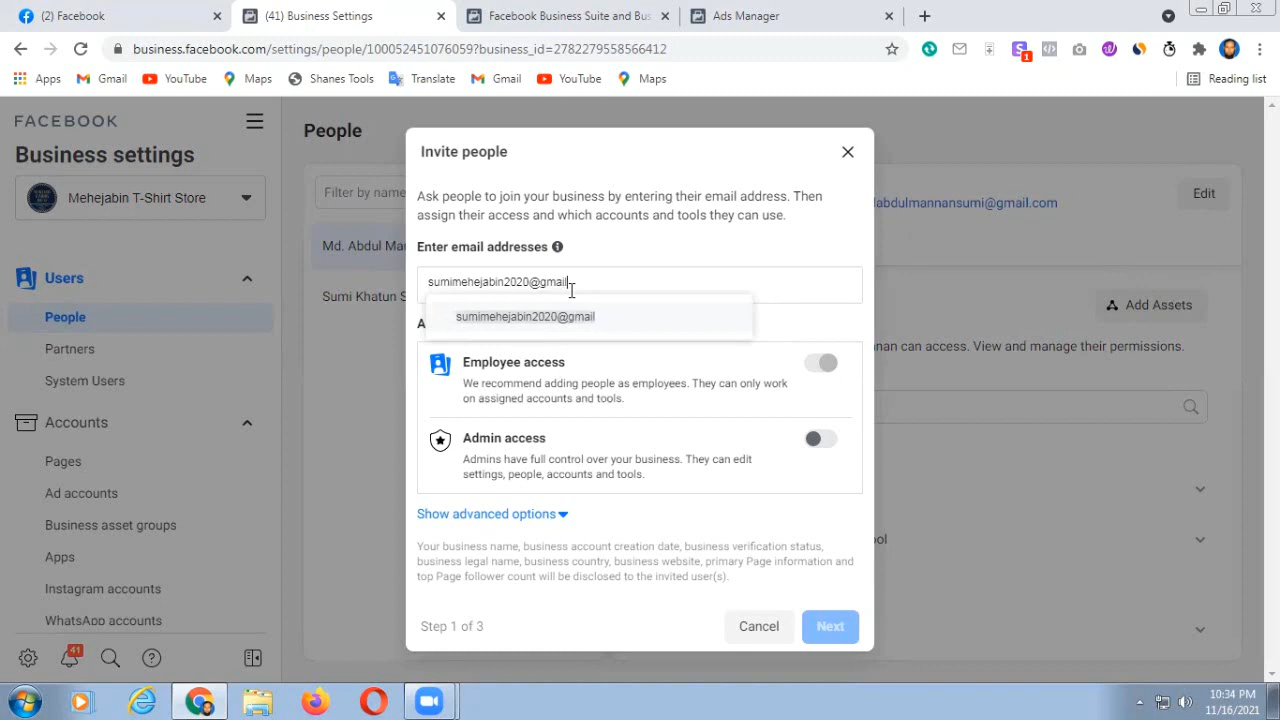 (2) Facebook
(41) Business Settings
Facebook Business Suite and Bus
Ads Manager
business.facebook.com/settings/people/100052451076059?business_id=2782279558566412
Apps
Gmail
YouTube
Maps
Shanes Tools
Translate
Gmail
YouTube
Maps
Reading list
FACEBOOK
Business settings
Mehejabin T-Shirt Store
Users
People
Partners
System Users
Accounts
Pages
Ad accounts
Business asset groups
Apps
Instagram accounts
WhatsApp accounts
41
People
Filter by name
Md. Abdul Man
Sumi Khatun S
labdulmannansumi@gmail.com
Edit
Add Assets
nan can access. View and manage their permissions.
ool
Invite people
Ask people to join your business by entering their email address. Then
assign their access and which accounts and tools they can use.
Enter email addresses
sumimehejabin2020@gmail
sumimehejabin2020@gmail
A
Employee access
We recommend adding people as employees. They can only work
on assigned accounts and tools.
Admin access
Admins have full control over your business. They can edit
settings, people, accounts and tools.
Show advanced options
Your business name, business account creation date, business verification status,
business legal name, business country, business website, primary Page information and
top Page follower count will be disclosed to the invited user(s).
Step 1 of 3
Cancel
Next
10:34 PM
11/16/2021